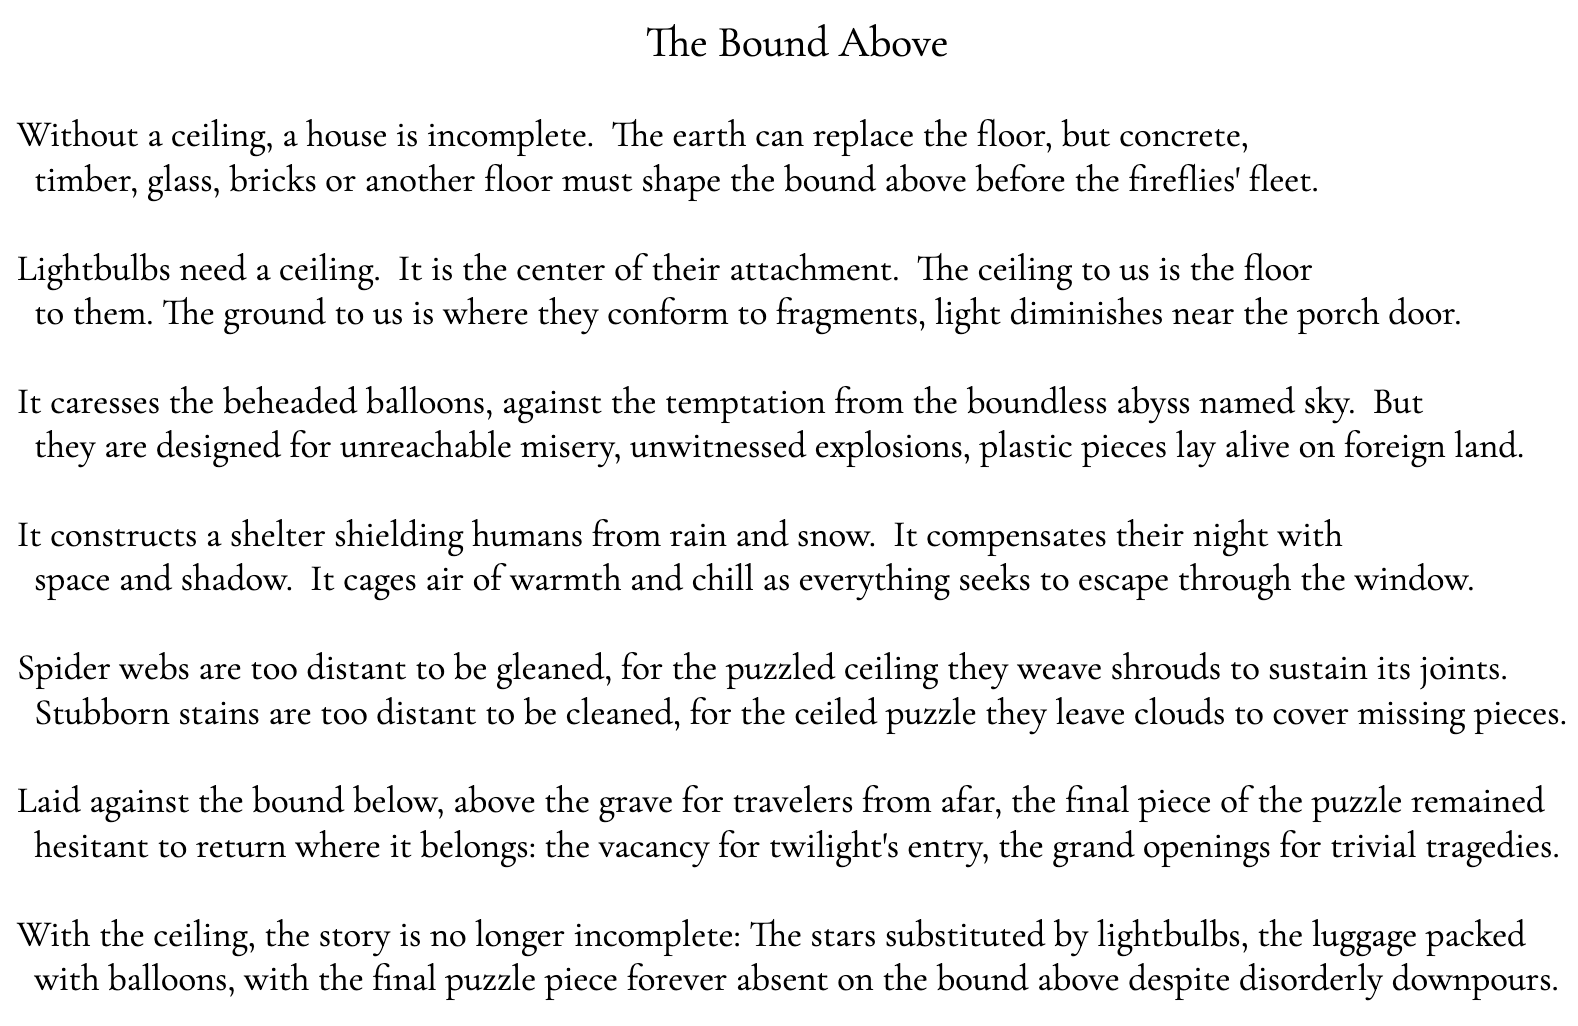 The Bound Above
Without a ceiling, a house is incomplete.  The earth can replace the floor, but concrete,
timber, glass, bricks or another floor must shape the bound above before the fireflies' fleet.
Lightbulbs need a ceiling.  It is the center of their attachment.  The ceiling to us is the floor
to them. The ground to us is where they conform to fragments, light diminishes near the porch door.
It caresses the beheaded balloons, against the temptation from the boundless abyss named sky.  But
they are designed for unreachable misery, unwitnessed explosions, plastic pieces lay alive on foreign land.
It constructs a shelter shielding humans from rain and snow.  It compensates their night with
space and shadow.  It cages air of warmth and chill as everything seeks to escape through the window.
Spider webs are too distant to be gleaned, for the puzzled ceiling they weave shrouds to sustain its joints.
Stubborn stains are too distant to be cleaned, for the ceiled puzzle they leave clouds to cover missing pieces.
Laid against the bound below, above the grave for travelers from afar, the final piece of the puzzle remained
hesitant to return where it belongs: the vacancy for twilight's entry, the grand openings for trivial tragedies.
With the ceiling, the story is no longer incomplete: The stars substituted by lightbulbs, the luggage packed
with balloons, with the final puzzle piece forever absent on the bound above despite disorderly downpours.